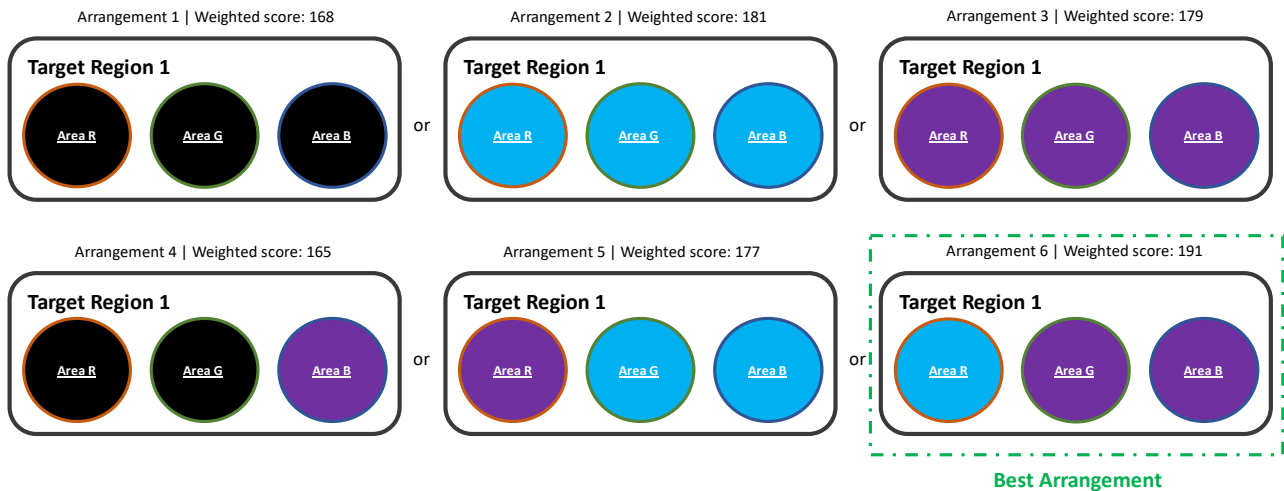 Arrangement 1 | Weighted score: 168
Target Region 1
Area R
Area G
Area B
or
Arrangement 2 | Weighted score: 181
Target Region 1
Area R
Area G
Area B
or
Arrangement 3 | Weighted score: 179
Target Region 1
Area R
Area G
Area B
Arrangement 4 | Weighted score: 165
Target Region 1
Area R
Area G
Area B
or
Arrangement 5 | Weighted score: 177
Target Region 1
Area R
Area G
Area B
or
Arrangement 6 | Weighted score: 191
Target Region 1
Area R
Area G
Area B
Best Arrangement